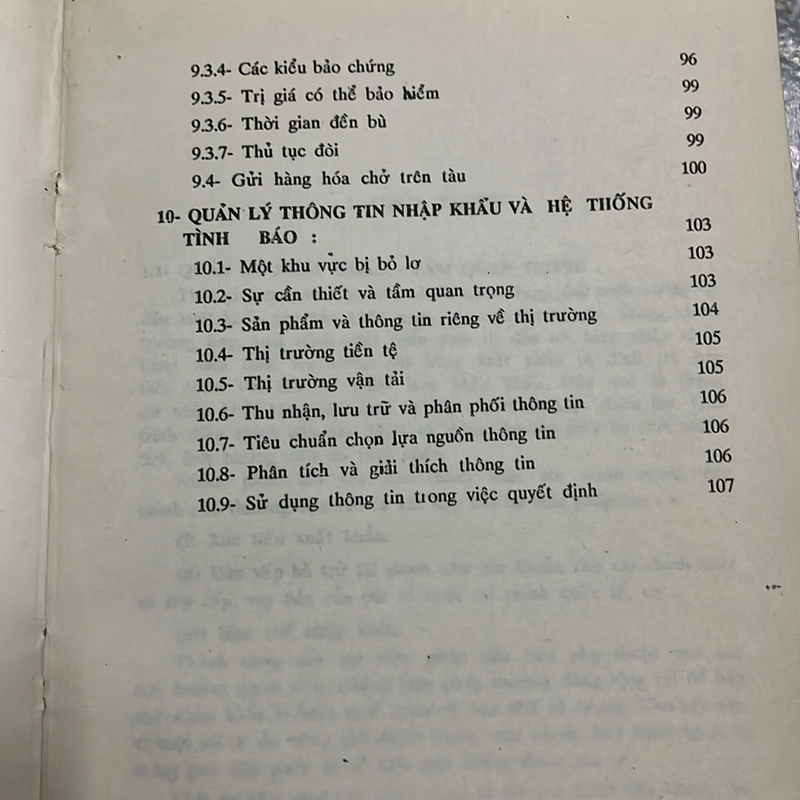 9.3.4- Các kiểu bảo chứng 96
9.3.5- Trị giá có thể bảo hiểm 99
9.3.6- Thời gian đền bù 99
9.3.7- Thủ tục đòi 99
9.4- Gửi hàng hóa chở trên tàu 100
10- QUẢN LÝ THÔNG TIN NHẬP KHẨU VÀ HỆ THỐNG
TÌNH BÁO : 103
10.1- Một khu vực bị bỏ lơ 103
10.2- Sự cần thiết và tầm quan trọng 103
10.3- Sản phẩm và thông tin riêng về thị trường 104
10.4- Thị trường tiền tệ 105
10.5- Thị trường vận tải 105
10.6- Thu nhận, lưu trữ và phân phối thông tin 106
10.7- Tiêu chuẩn chọn lựa nguồn thông tin 106
10.8- Phân tích và giải thích thông tin 106
10.9- Sử dụng thông tin trong việc quyết định 107